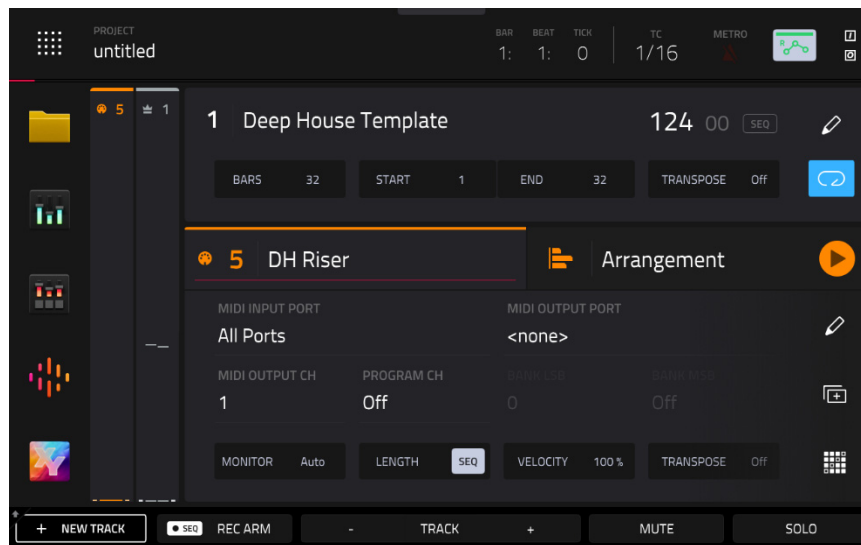 PROJECT
untitled
BAR BEAT TICK
1: 1: 0
TC
1/16
METRO
5
1
1 Deep House Template
124 00 SEQ
BARS 32
START 1
END 32
TRANSPOSE Off
5 DH Riser
Arrangement
MIDI INPUT PORT
All Ports
MIDI OUTPUT PORT
<none>
MIDI OUTPUT CH
1
PROGRAM CH
Off
BANK LSB
0
BANK MSB
Off
MONITOR Auto
LENGTH SEQ
VELOCITY 100 %
TRANSPOSE Off
+ NEW TRACK
SEQ REC ARM
- TRACK +
MUTE
SOLO
XY